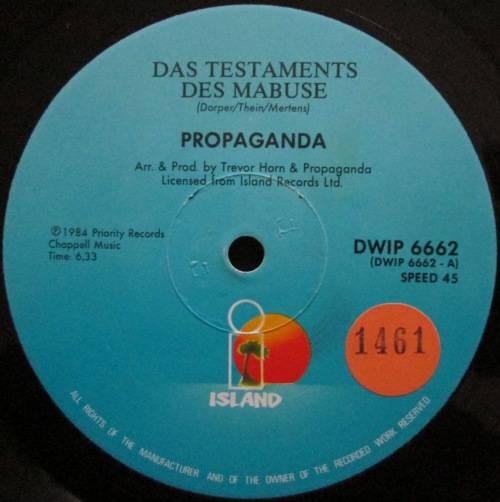 DAS TESTAMENTS
DES MABUSE
(Dorper/Thein/Mertens)
PROPAGANDA
Arr. & Prod. by Trevor Horn & Propaganda
Licensed from Island Records Ltd.
℗1984 Priority Records
Chappell Music
Time: 6,33
DWIP 6662
(DWIP 6662 - A)
SPEED 45
1461
ISLAND
ALL RIGHTS OF THE MANUFACTURER AND OF THE OWNER OF THE RECORDED WORK RESERVED